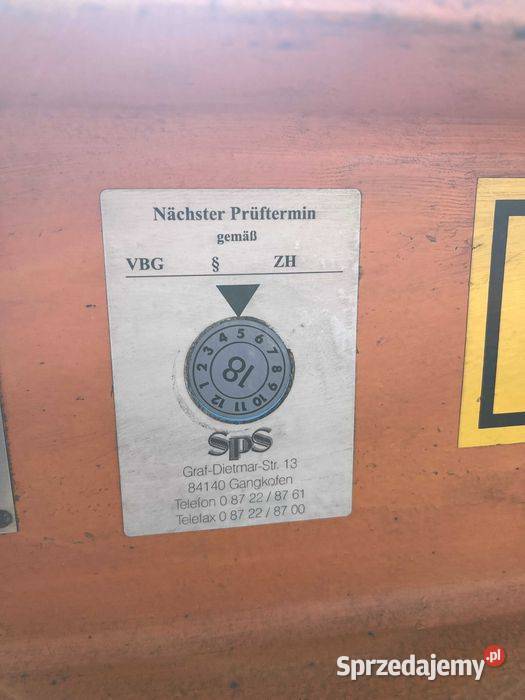 Nächster Prüftermin
gemäß
VBG § ZH
1 2 3 4 5 6 7 8 9 10 11 12
18
SpS
Graf-Dietmar-Str. 13
84140 Gangkofen
Telefon 0 87 22 / 87 61
Telefax 0 87 22 / 87 00
Sprzedajemy.pl